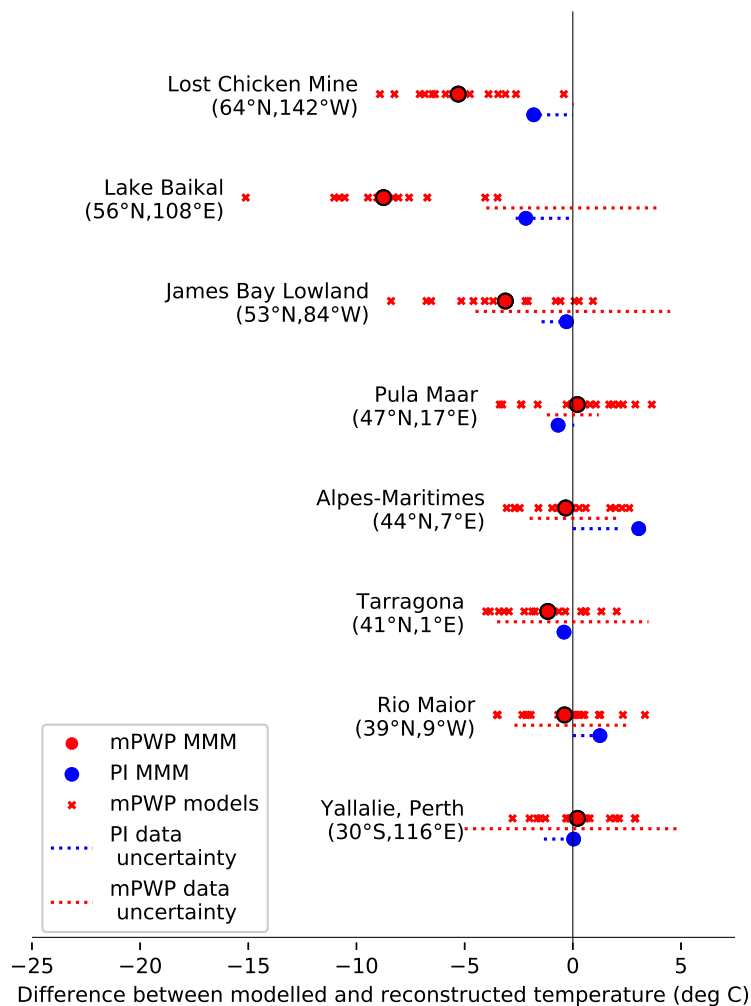 Lost Chicken Mine
(64°N,142°W)
Lake Baikal
(56°N,108°E)
James Bay Lowland
(53°N,84°W)
Pula Maar
(47°N,17°E)
Alpes-Maritimes
(44°N,7°E)
Tarragona
(41°N,1°E)
Rio Maior
(39°N,9°W)
Yallalie, Perth
(30°S,116°E)
mPWP MMM
PI MMM
mPWP models
PI data
uncertainty
mPWP data
uncertainty
−25 −20 −15 −10 −5 0 5
Difference between modelled and reconstructed temperature (deg C)